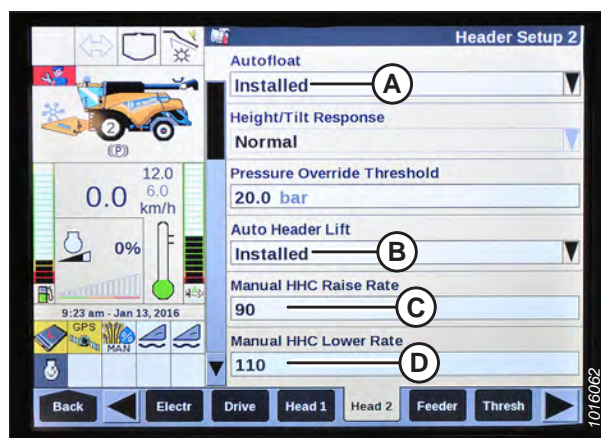 Header Setup 2
Autofloat
Installed
A
Height/Tilt Response
Normal
Pressure Override Threshold
20.0 bar
Auto Header Lift
Installed
B
Manual HHC Raise Rate
90
C
Manual HHC Lower Rate
110
D
2
(P)
0.0
12.0
6.0
km/h
0%
9:23 am - Jan 13, 2016
GPS
MAN
Back
Electr
Drive
Head 1
Head 2
Feeder
Thresh
1016062